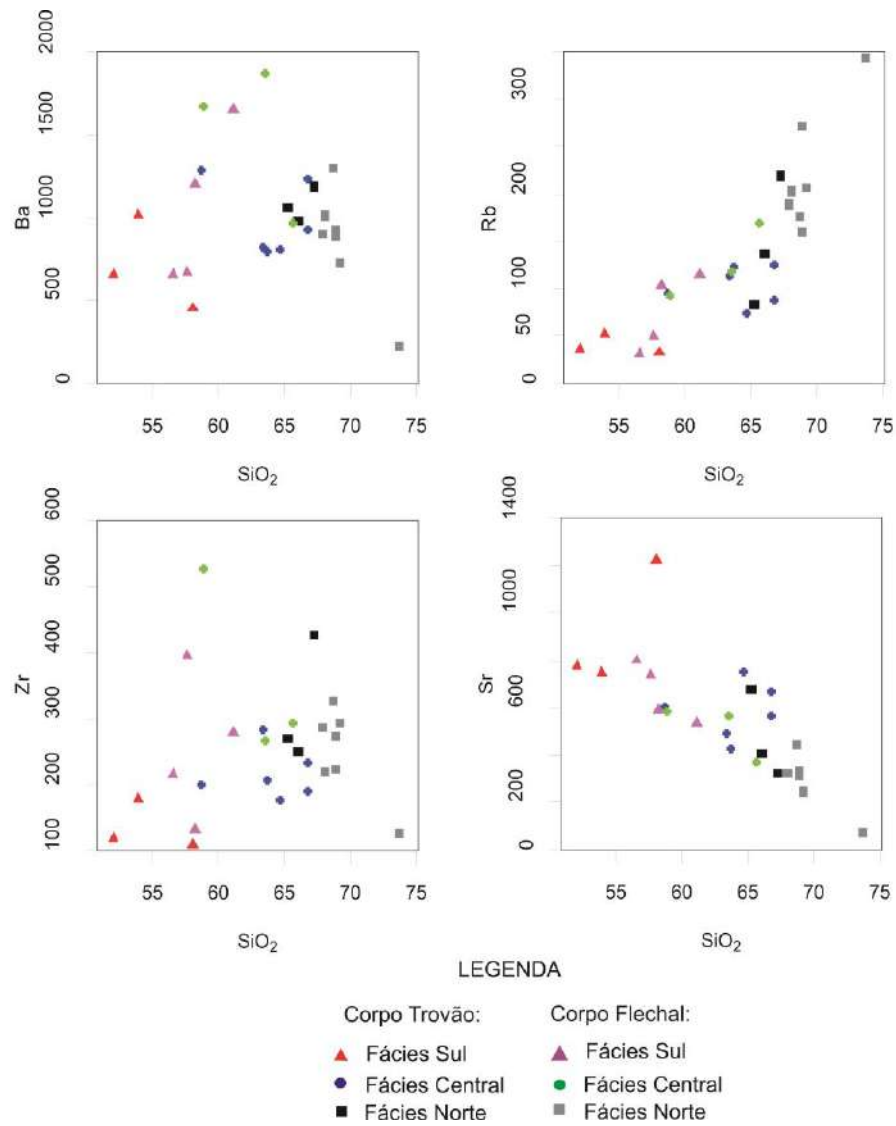 2000
1500
1000
500
0
Ba
55 60 65 70 75
SiO2
300
200
100
50
0
Rb
55 60 65 70 75
SiO2
600
500
400
300
200
100
Zr
55 60 65 70 75
SiO2
1400
1000
600
200
0
Sr
55 60 65 70 75
SiO2
LEGENDA
Corpo Trovão: Corpo Flechal:
Fácies Sul Fácies Sul
Fácies Central Fácies Central
Fácies Norte Fácies Norte